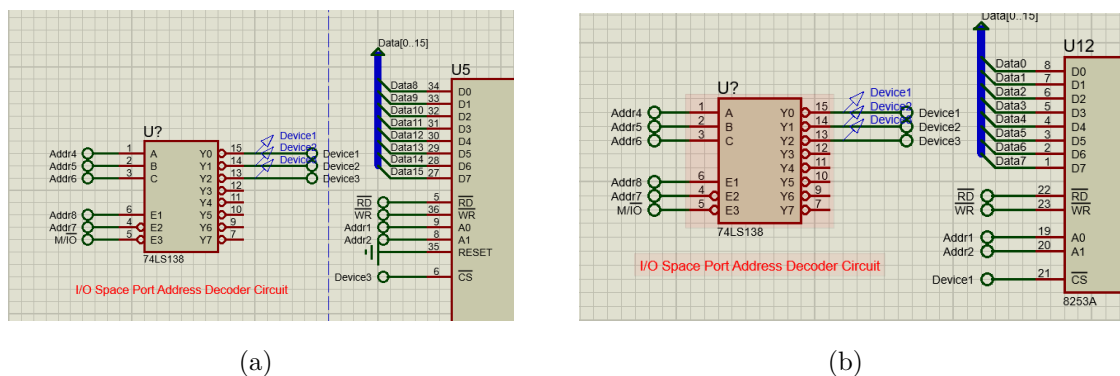 Data[0..15]
U5
Data8 34 D0
Data9 33 D1
Data10 32 D2
Data11 31 D3
Data12 30 D4
Data13 29 D5
Data14 28 D6
Data15 27 D7
RD 5 RD
WR 36 WR
Addr1 9 A0
Addr2 8 A1
35 RESET
Device3 6 CS
U?
Device1
Device2
Addr4 1 A Y0 15 Device1
Addr5 2 B Y1 14 Device2
Addr6 3 C Y2 13 Device3
Y3 12
Y4 11
Addr8 6 E1 Y5 10
Addr7 4 E2 Y6 9
M/IO 5 E3 Y7 7
74LS138
I/O Space Port Address Decoder Circuit
(a)
Data[0..15]
U12
Data0 8 D0
Data1 7 D1
Data2 6 D2
Data3 5 D3
Data4 4 D4
Data5 3 D5
Data6 2 D6
Data7 1 D7
RD 22 RD
WR 23 WR
Addr1 19 A0
Addr2 20 A1
Device1 21 CS
8253A
U?
Device1
Device2
Addr4 1 A Y0 15 Device1
Addr5 2 B Y1 14 Device2
Addr6 3 C Y2 13 Device3
Y3 12
Y4 11
Addr8 6 E1 Y5 10
Addr7 4 E2 Y6 9
M/IO 5 E3 Y7 7
74LS138
I/O Space Port Address Decoder Circuit
(b)